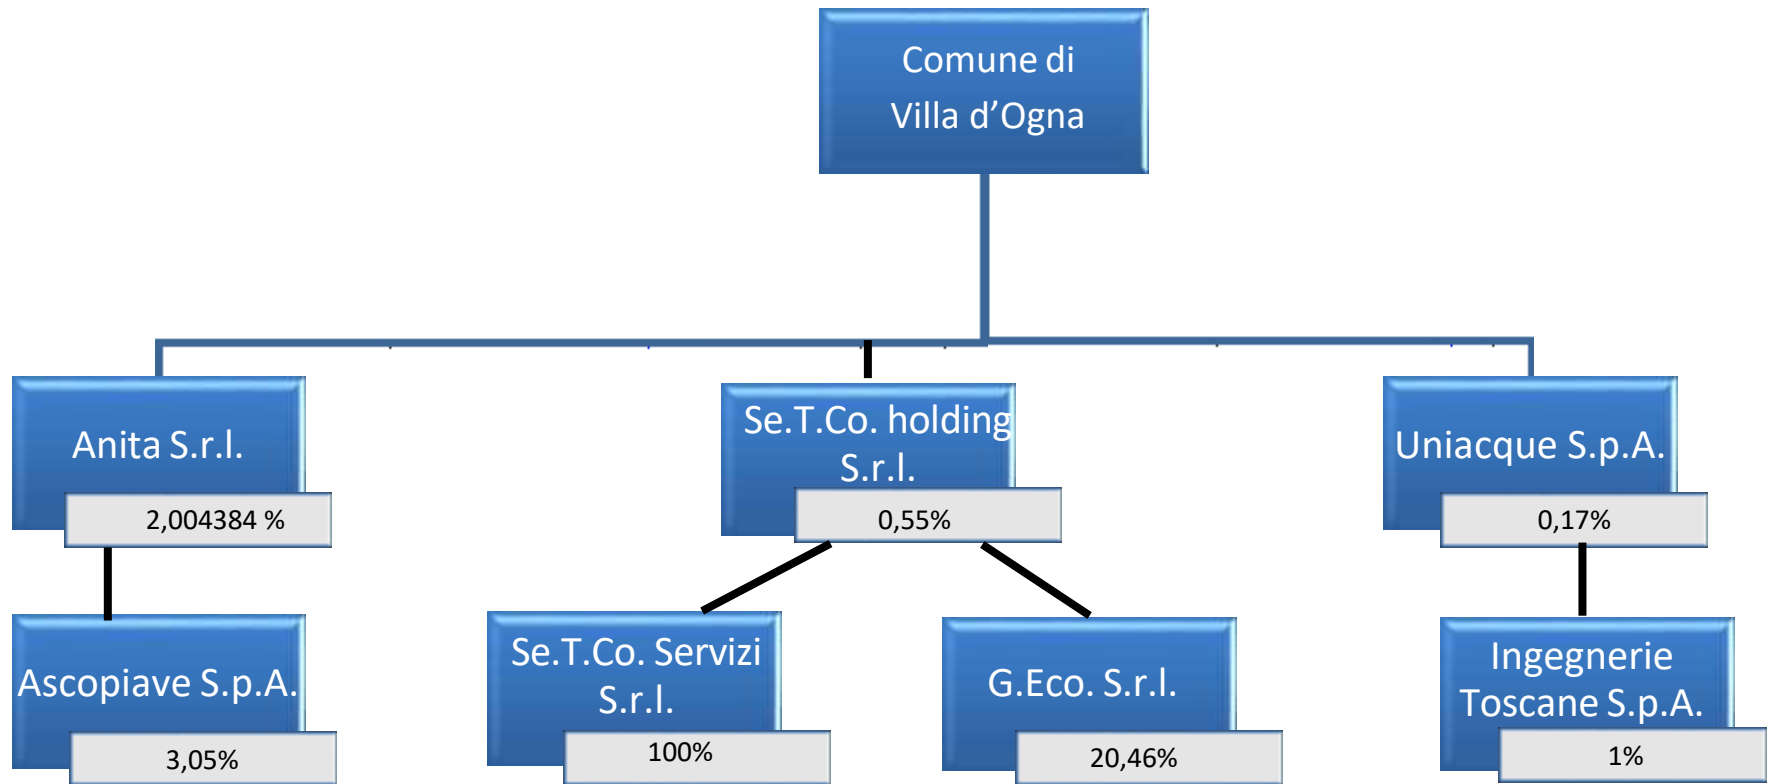 Comune di
Villa d’Ogna
Anita S.r.l.
2,004384 %
Se.T.Co. holding
S.r.l.
0,55%
Uniacque S.p.A.
0,17%
Ascopiave S.p.A.
3,05%
Se.T.Co. Servizi
S.r.l.
100%
G.Eco. S.r.l.
20,46%
Ingegnerie
Toscane S.p.A.
1%